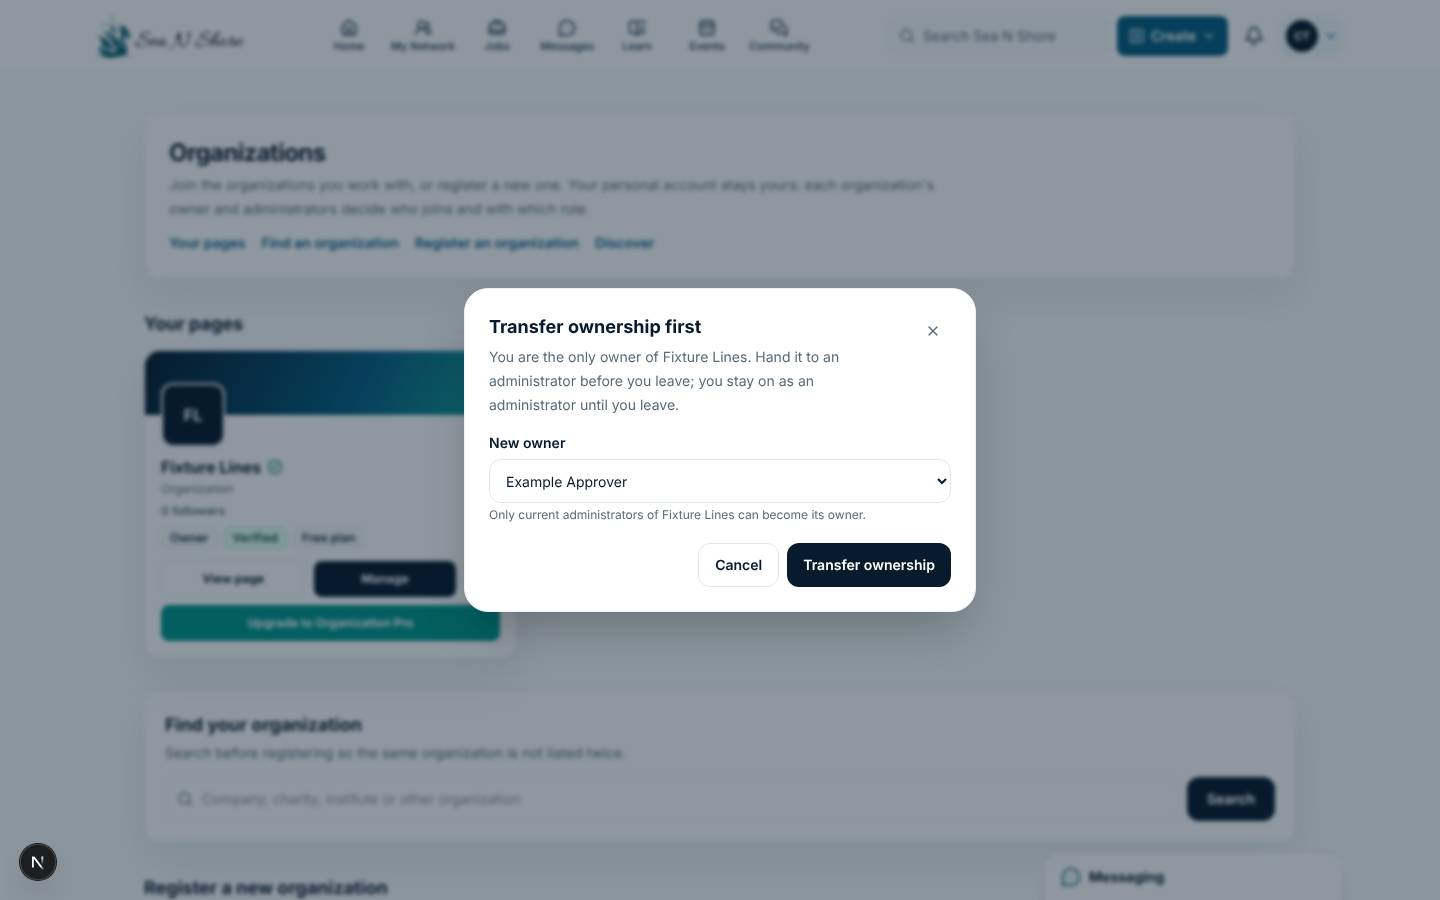 Sea N Share
Home
My Network
Jobs
Messages
Learn
Events
Community
Search Sea N Shore
Create
CT
Organizations
Join the organizations you work with, or register a new one. Your personal account stays yours: each organization's
owner and administrators decide who joins and with which role.
Your pages
Find an organization
Register an organization
Discover
Your pages
FL
Fixture Lines
Organization
0 followers
Owner
Verified
Free plan
View page
Manage
Upgrade to Organization Pro
Transfer ownership first
You are the only owner of Fixture Lines. Hand it to an
administrator before you leave; you stay on as an
administrator until you leave.
New owner
Example Approver
Only current administrators of Fixture Lines can become its owner.
Cancel
Transfer ownership
Find your organization
Search before registering so the same organization is not listed twice.
Company, charity, institute or other organization
Search
N
Register a new organization
Messaging